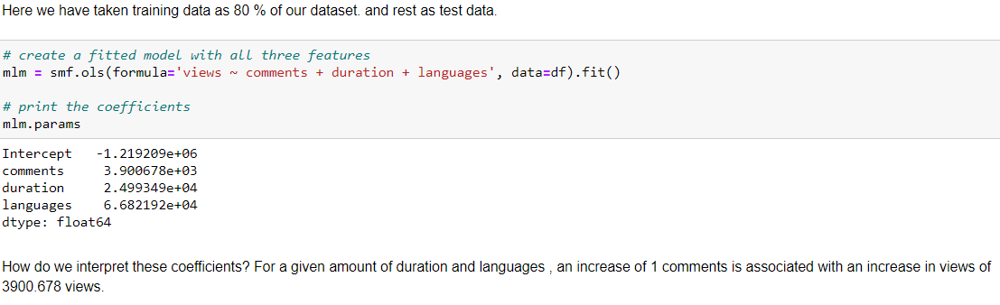 Here we have taken training data as 80 % of our dataset. and rest as test data.
# create a fitted model with all three features
mlm = smf.ols(formula='views ~ comments + duration + languages', data=df).fit()
# print the coefficients
mlm.params
Intercept   -1.219209e+06
comments     3.900678e+03
duration     2.499349e+04
languages    6.682192e+04
dtype: float64
How do we interpret these coefficients? For a given amount of duration and languages , an increase of 1 comments is associated with an increase in views of
3900.678 views.